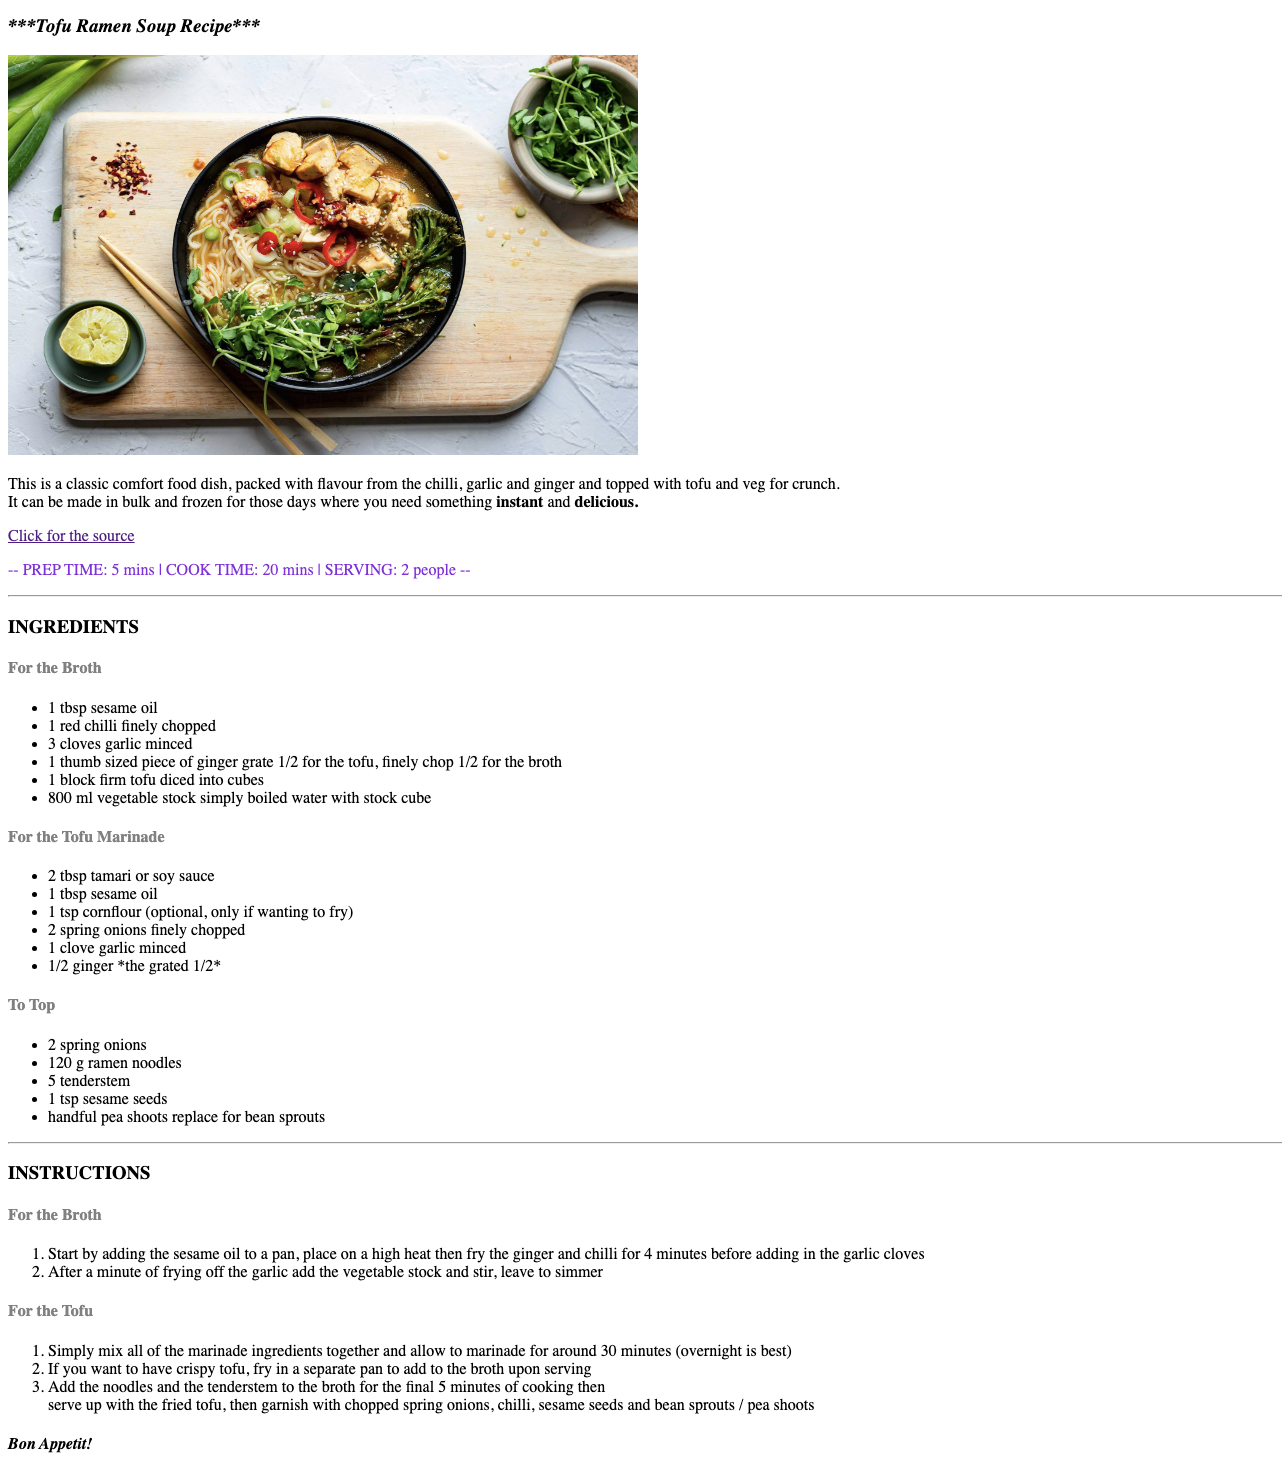 ***Tofu Ramen Soup Recipe***
This is a classic comfort food dish, packed with flavour from the chilli, garlic and ginger and topped with tofu and veg for crunch.
It can be made in bulk and frozen for those days where you need something instant and delicious.
Click for the source
-- PREP TIME: 5 mins | COOK TIME: 20 mins | SERVING: 2 people --
INGREDIENTS
For the Broth
• 1 tbsp sesame oil
• 1 red chilli finely chopped
• 3 cloves garlic minced
• 1 thumb sized piece of ginger grate 1/2 for the tofu, finely chop 1/2 for the broth
• 1 block firm tofu diced into cubes
• 800 ml vegetable stock simply boiled water with stock cube
For the Tofu Marinade
• 2 tbsp tamari or soy sauce
• 1 tbsp sesame oil
• 1 tsp cornflour (optional, only if wanting to fry)
• 2 spring onions finely chopped
• 1 clove garlic minced
• 1/2 ginger *the grated 1/2*
To Top
• 2 spring onions
• 120 g ramen noodles
• 5 tenderstem
• 1 tsp sesame seeds
• handful pea shoots replace for bean sprouts
INSTRUCTIONS
For the Broth
1. Start by adding the sesame oil to a pan, place on a high heat then fry the ginger and chilli for 4 minutes before adding in the garlic cloves
2. After a minute of frying off the garlic add the vegetable stock and stir, leave to simmer
For the Tofu
1. Simply mix all of the marinade ingredients together and allow to marinade for around 30 minutes (overnight is best)
2. If you want to have crispy tofu, fry in a separate pan to add to the broth upon serving
3. Add the noodles and the tenderstem to the broth for the final 5 minutes of cooking then
serve up with the fried tofu, then garnish with chopped spring onions, chilli, sesame seeds and bean sprouts / pea shoots
Bon Appetit!